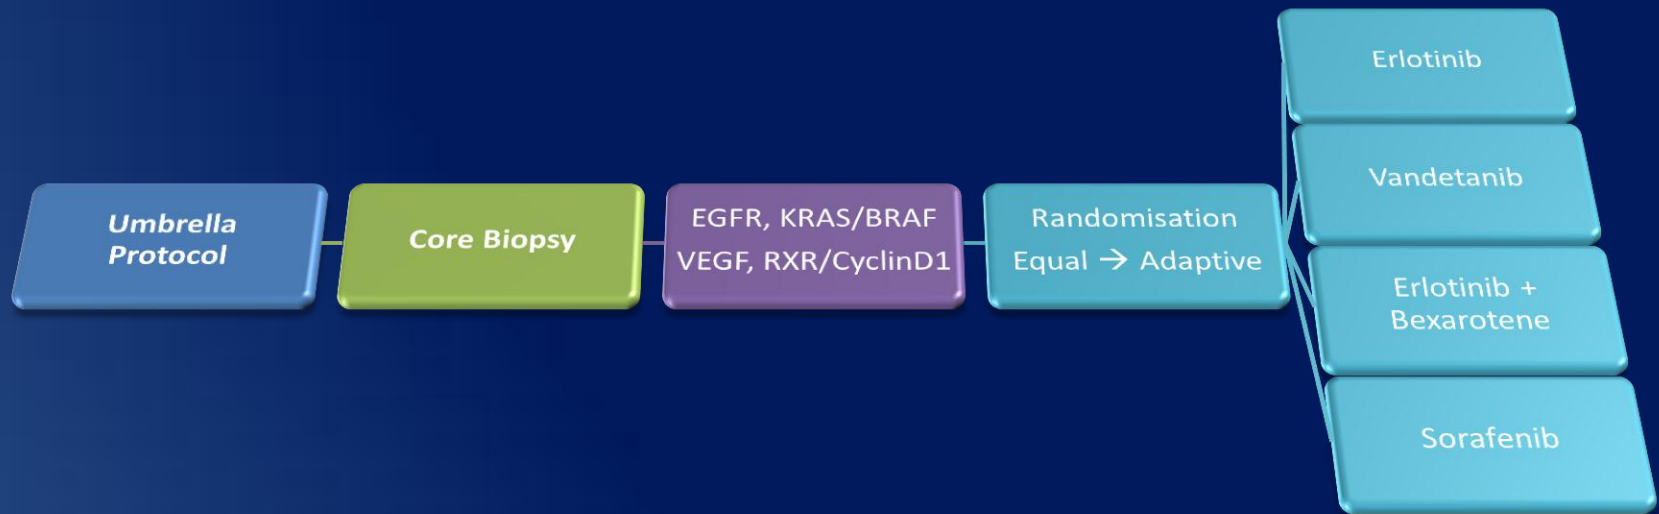 Umbrella
Protocol
Core Biopsy
EGFR, KRAS/BRAF
VEGF, RXR/CyclinD1
Randomisation
Equal → Adaptive
Erlotinib
Vandetanib
Erlotinib +
Bexarotene
Sorafenib